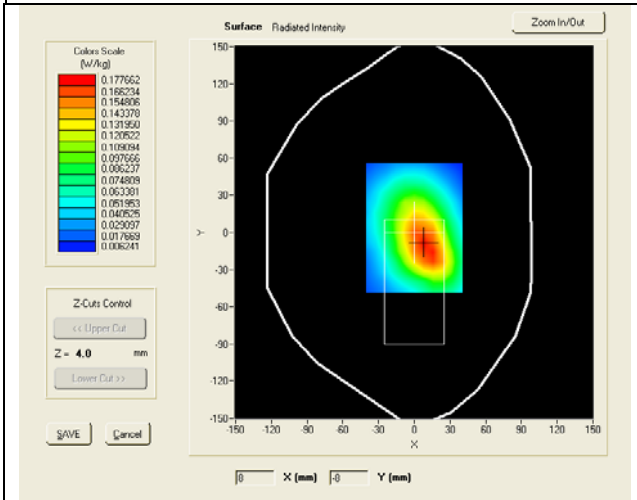 Surface Radiated Intensity
Zoom In/Out
Colors Scale
(W/kg)
0.177662
0.166234
0.154806
0.143378
0.131950
0.120522
0.109094
0.097666
0.086237
0.074809
0.063381
0.051953
0.040525
0.029097
0.017669
0.006241
150
120
90
60
30
0
-30
-60
-90
-120
-150
Y
-150 -120 -90 -60 -30 0 30 60 90 120 150
X
Z-Cuts Control
<< Upper Cut
Z = 4.0 mm
Lower Cut >>
SAVE Cancel
8 X (mm) -8 Y (mm)